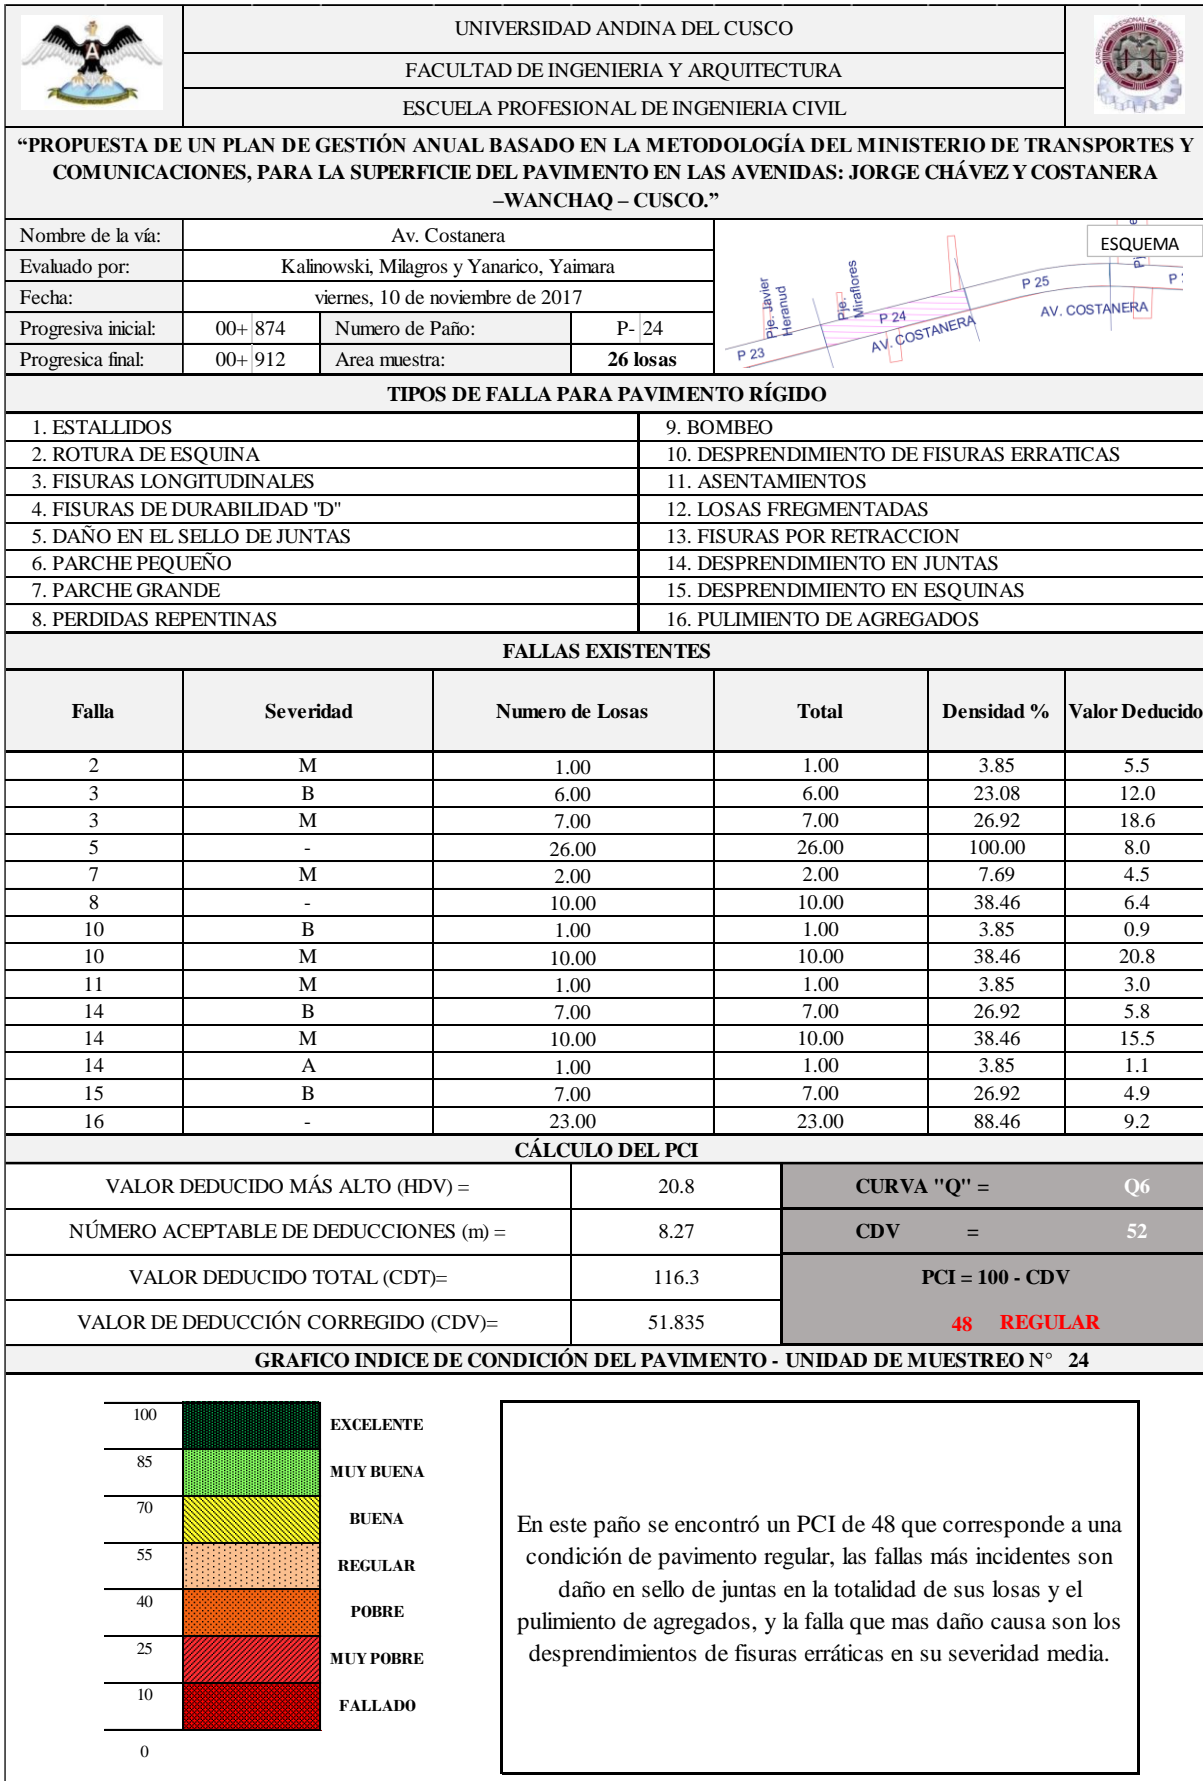 UNIVERSIDAD ANDINA DEL CUSCO
FACULTAD DE INGENIERIA Y ARQUITECTURA
ESCUELA PROFESIONAL DE INGENIERIA CIVIL
“PROPUESTA DE UN PLAN DE GESTIÓN ANUAL BASADO EN LA METODOLOGÍA DEL MINISTERIO DE TRANSPORTES Y
COMUNICACIONES, PARA LA SUPERFICIE DEL PAVIMENTO EN LAS AVENIDAS: JORGE CHÁVEZ Y COSTANERA
–WANCHAQ – CUSCO.”
Nombre de la vía: Av. Costanera
Evaluado por: Kalinowski, Milagros y Yanarico, Yaimara
Fecha: viernes, 10 de noviembre de 2017
Progresiva inicial: 00+ 874 Numero de Paño: P- 24
Progresica final: 00+ 912 Area muestra: 26 losas
ESQUEMA
Pje. Javier
Heranud
Pje.
Miraflores
P 23
P 24
AV. COSTANERA
P 25
AV. COSTANERA
TIPOS DE FALLA PARA PAVIMENTO RÍGIDO
1. ESTALLIDOS 9. BOMBEO
2. ROTURA DE ESQUINA 10. DESPRENDIMIENTO DE FISURAS ERRATICAS
3. FISURAS LONGITUDINALES 11. ASENTAMIENTOS
4. FISURAS DE DURABILIDAD "D" 12. LOSAS FREGMENTADAS
5. DAÑO EN EL SELLO DE JUNTAS 13. FISURAS POR RETRACCION
6. PARCHE PEQUEÑO 14. DESPRENDIMIENTO EN JUNTAS
7. PARCHE GRANDE 15. DESPRENDIMIENTO EN ESQUINAS
8. PERDIDAS REPENTINAS 16. PULIMIENTO DE AGREGADOS
FALLAS EXISTENTES
Falla Severidad Numero de Losas Total Densidad % Valor Deducido
2 M 1.00 1.00 3.85 5.5
3 B 6.00 6.00 23.08 12.0
3 M 7.00 7.00 26.92 18.6
5 - 26.00 26.00 100.00 8.0
7 M 2.00 2.00 7.69 4.5
8 - 10.00 10.00 38.46 6.4
10 B 1.00 1.00 3.85 0.9
10 M 10.00 10.00 38.46 20.8
11 M 1.00 1.00 3.85 3.0
14 B 7.00 7.00 26.92 5.8
14 M 10.00 10.00 38.46 15.5
14 A 1.00 1.00 3.85 1.1
15 B 7.00 7.00 26.92 4.9
16 - 23.00 23.00 88.46 9.2
CÁLCULO DEL PCI
VALOR DEDUCIDO MÁS ALTO (HDV) = 20.8 CURVA "Q" = Q6
NÚMERO ACEPTABLE DE DEDUCCIONES (m) = 8.27 CDV = 52
VALOR DEDUCIDO TOTAL (CDT)= 116.3 PCI = 100 - CDV
VALOR DE DEDUCCIÓN CORREGIDO (CDV)= 51.835 48 REGULAR
GRAFICO INDICE DE CONDICIÓN DEL PAVIMENTO - UNIDAD DE MUESTREO N° 24
100 EXCELENTE
85 MUY BUENA
70 BUENA
55 REGULAR
40 POBRE
25 MUY POBRE
10 FALLADO
0
En este paño se encontró un PCI de 48 que corresponde a una
condición de pavimento regular, las fallas más incidentes son
daño en sello de juntas en la totalidad de sus losas y el
pulimiento de agregados, y la falla que mas daño causa son los
desprendimientos de fisuras erráticas en su severidad media.